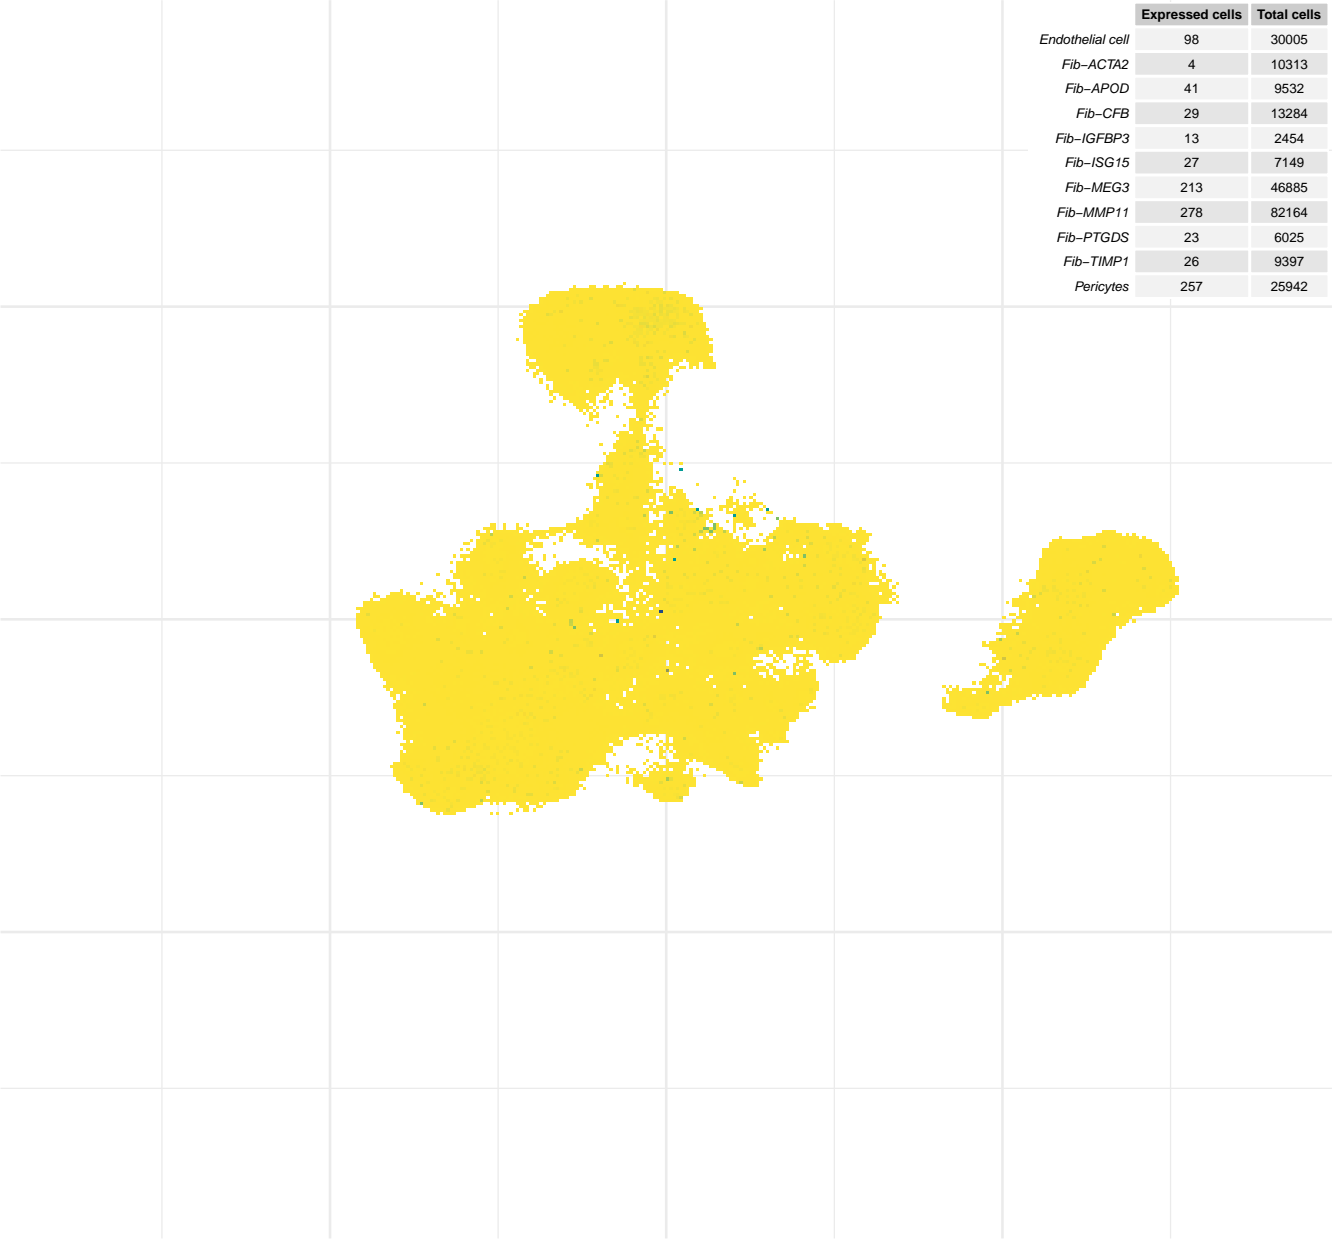 Expressed cells Total cells
Endothelial cell 98 30005
Fib−ACTA2 4 10313
Fib−APOD 41 9532
Fib−CFB 29 13284
Fib−IGFBP3 13 2454
Fib−ISG15 27 7149
Fib−MEG3 213 46885
Fib−MMP11 278 82164
Fib−PTGDS 23 6025
Fib−TIMP1 26 9397
Pericytes 257 25942